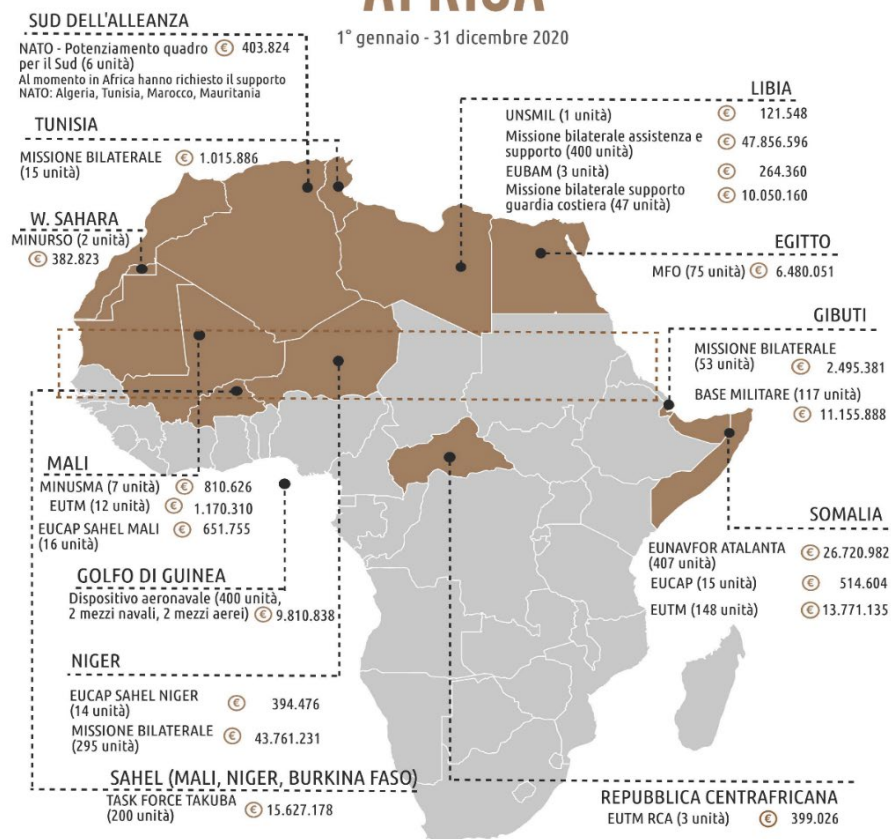 AFRICA
1° gennaio - 31 dicembre 2020
SUD DELL'ALLEANZA
NATO - Potenziamento quadro € 403.824
per il Sud (6 unità)
Al momento in Africa hanno richiesto il supporto
NATO: Algeria, Tunisia, Marocco, Mauritania
TUNISIA
MISSIONE BILATERALE € 1.015.886
(15 unità)
W. SAHARA
MINURSO (2 unità)
€ 382.823
LIBIA
UNSMIL (1 unità) € 121.548
Missione bilaterale assistenza e € 47.856.596
supporto (400 unità)
EUBAM (3 unità) € 264.360
Missione bilaterale supporto € 10.050.160
guardia costiera (47 unità)
EGITTO
MFO (75 unità) € 6.480.051
GIBUTI
MISSIONE BILATERALE
(53 unità) € 2.495.381
BASE MILITARE (117 unità)
€ 11.155.888
MALI
MINUSMA (7 unità) € 810.626
EUTM (12 unità) € 1.170.310
EUCAP SAHEL MALI € 651.755
(16 unità)
SOMALIA
EUNAVFOR ATALANTA € 26.720.982
(407 unità)
EUCAP (15 unità) € 514.604
EUTM (148 unità) € 13.771.135
GOLFO DI GUINEA
Dispositivo aeronavale (400 unità,
2 mezzi navali, 2 mezzi aerei) € 9.810.838
NIGER
EUCAP SAHEL NIGER € 394.476
(14 unità)
MISSIONE BILATERALE € 43.761.231
(295 unità)
SAHEL (MALI, NIGER, BURKINA FASO)
TASK FORCE TAKUBA € 15.627.178
(200 unità)
REPUBBLICA CENTRAFRICANA
EUTM RCA (3 unità) € 399.026